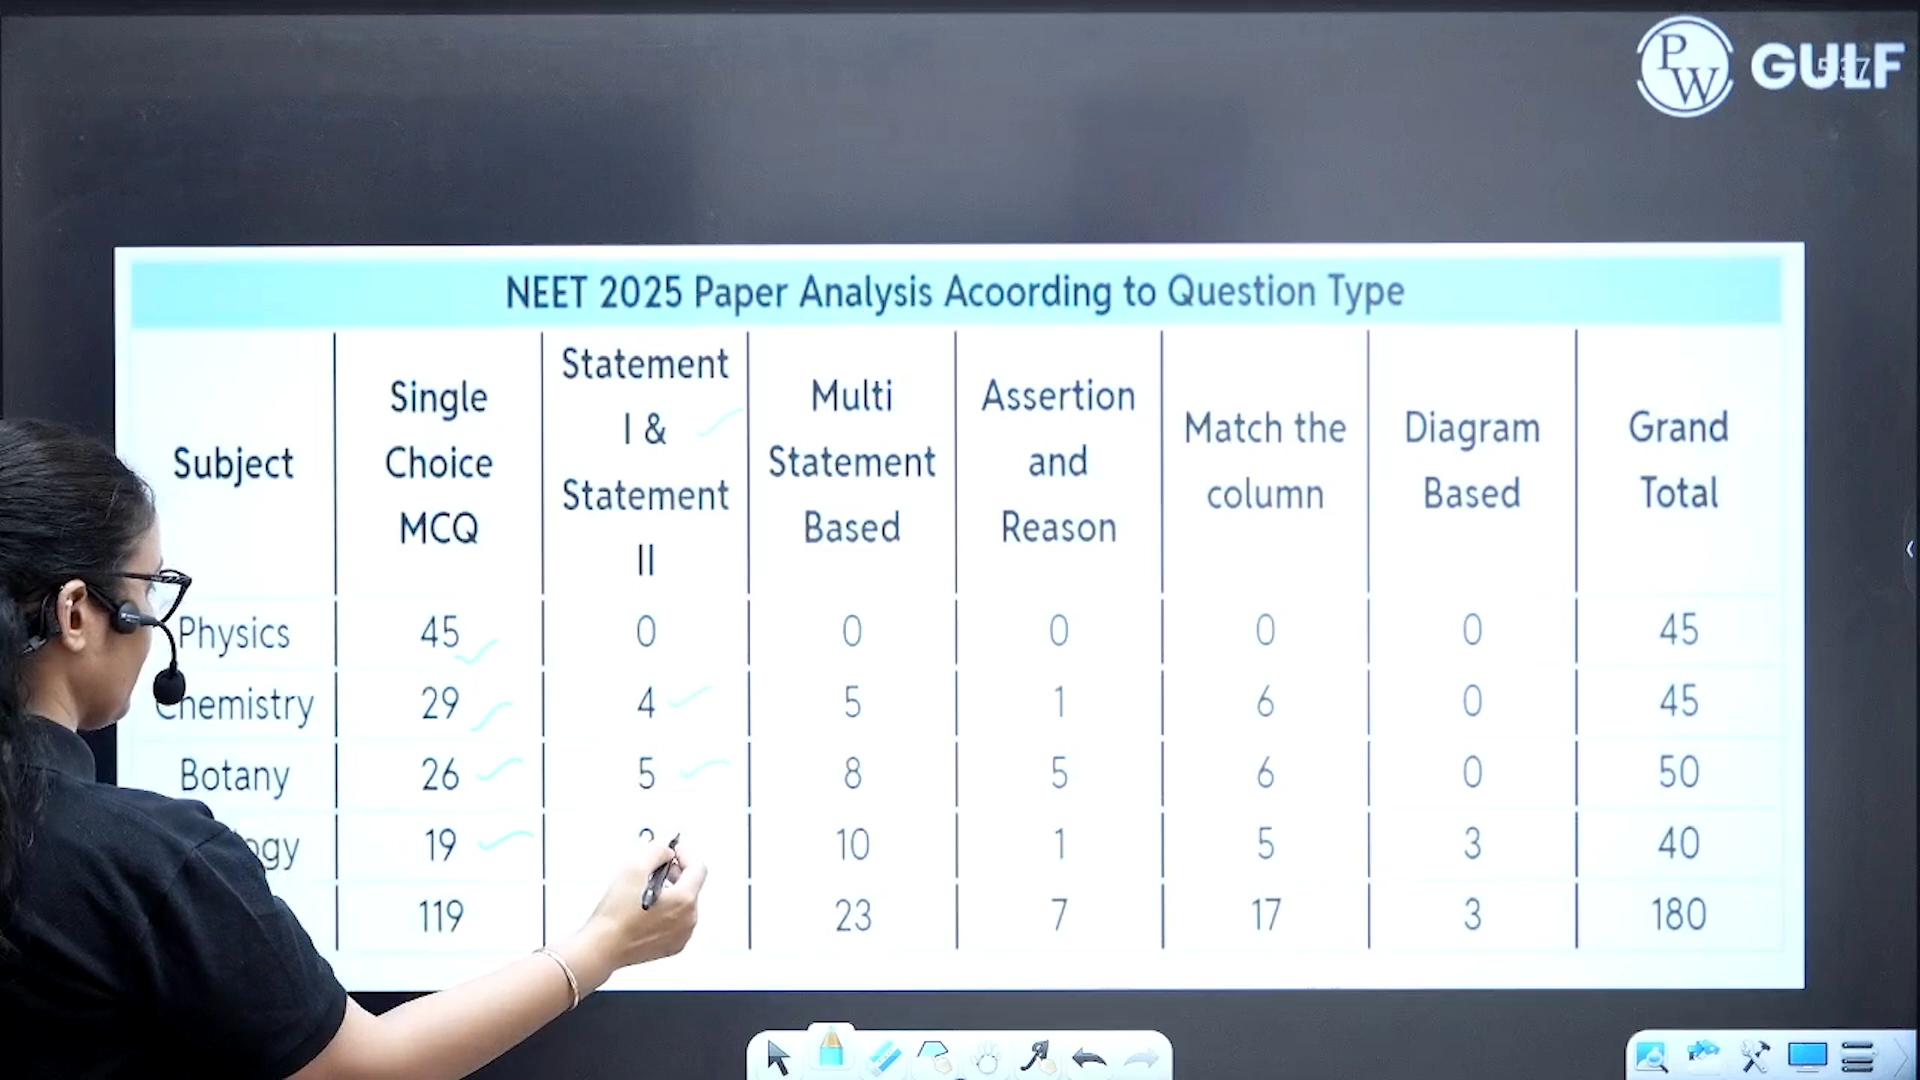 PW GULF
NEET 2025 Paper Analysis Acoording to Question Type
Subject
Single Choice MCQ
Statement I & Statement II
Multi Statement Based
Assertion and Reason
Match the column
Diagram Based
Grand Total
Physics 45 0 0 0 0 0 45
Chemistry 29 4 5 1 6 0 45
Botany 26 5 8 5 6 0 50
19 10 1 5 3 40
119 23 7 17 3 180